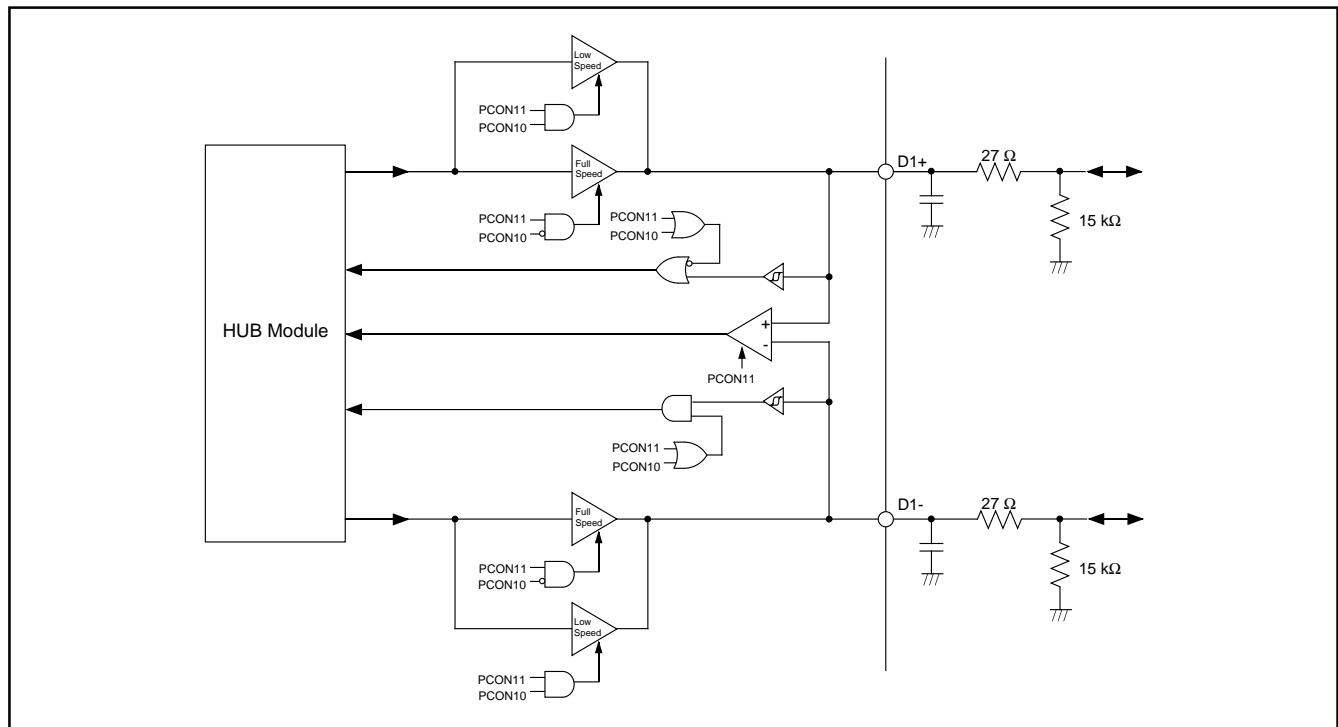 Low
Speed
PCON11
PCON10
Full
Speed
D1+
27 Ω
PCON11
PCON10
PCON11
PCON10
15 kΩ
HUB Module
+
-
PCON11
PCON11
PCON10
Full
Speed
D1-
27 Ω
PCON11
PCON10
15 kΩ
Low
Speed
PCON11
PCON10